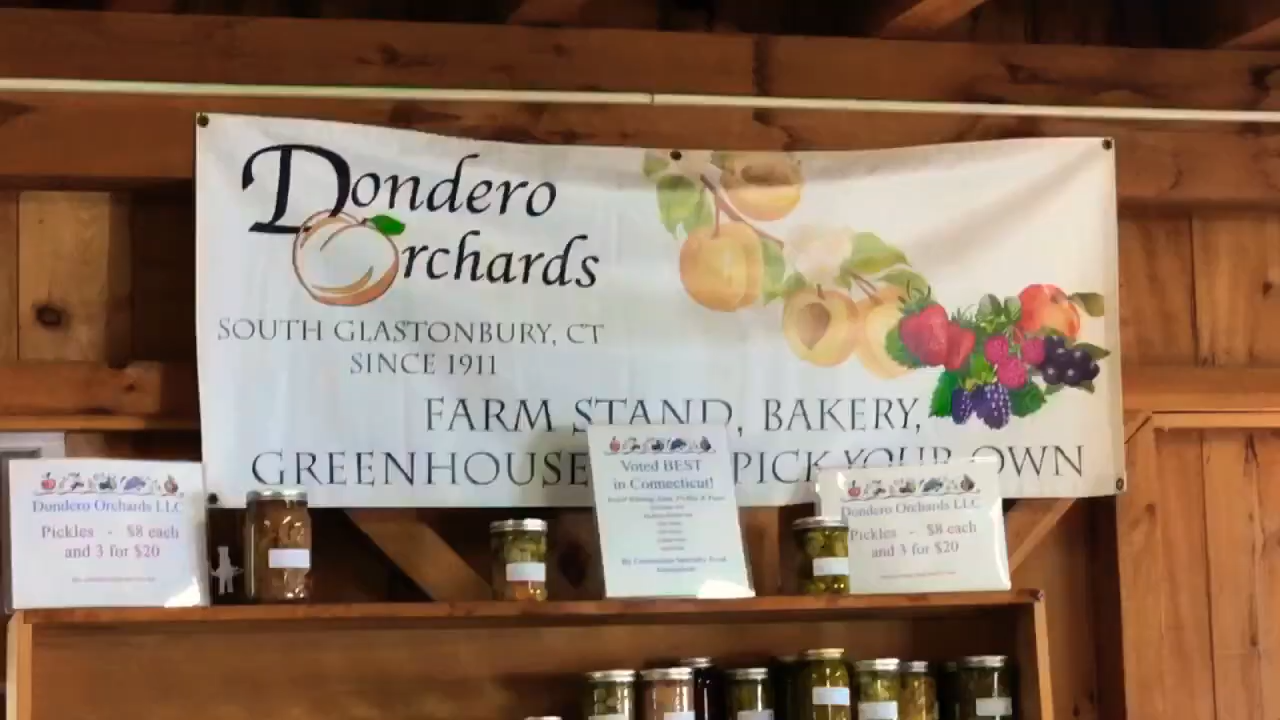 Dondero
Orchards
SOUTH GLASTONBURY, CT
SINCE 1911
FARM STAND, BAKERY,
GREENHOUSE PICK YOUR OWN
Voted BEST
in Connecticut!
Dondero Orchards LLC
Pickles - $8 each
and 3 for $20
Dondero Orchards LLC
Pickles - $8 each
and 3 for $20